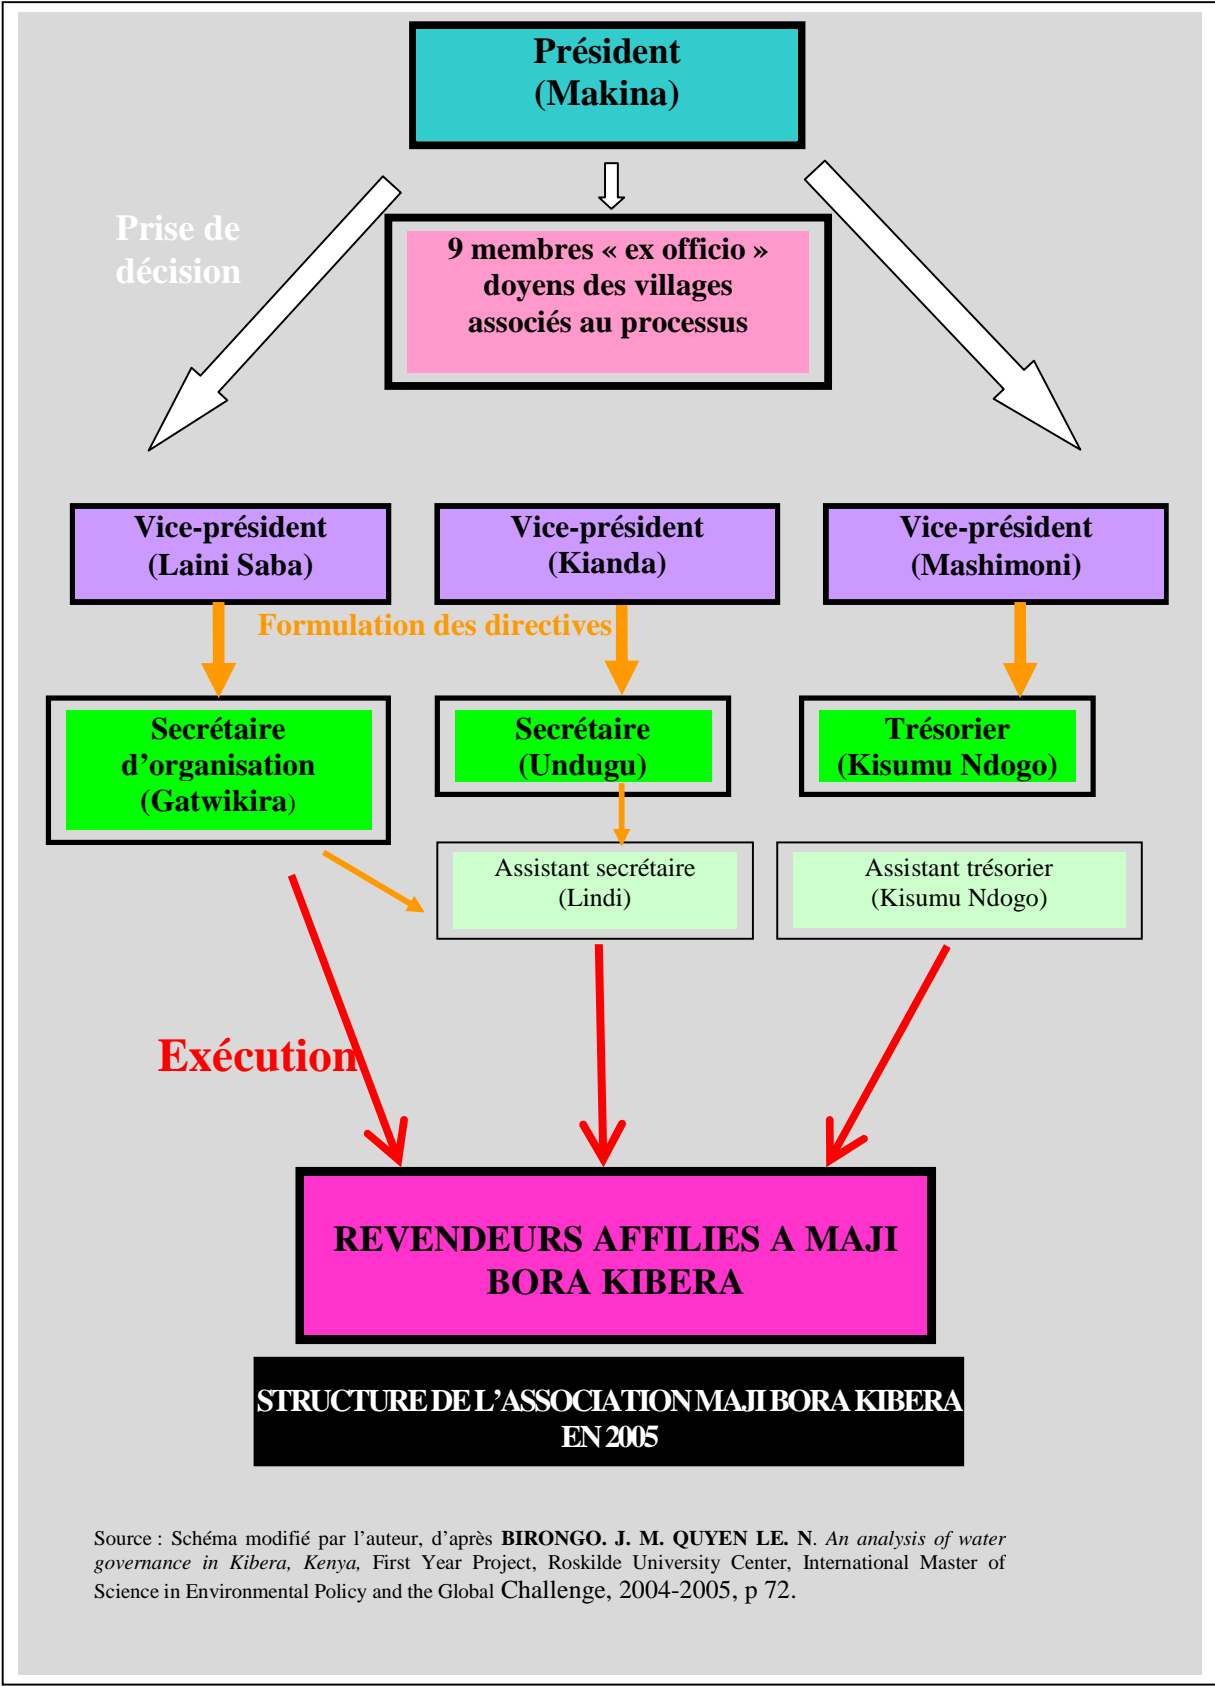 Président
(Makina)
Prise de
décision
9 membres « ex officio »
doyens des villages
associés au processus
Vice-président
(Laini Saba)
Vice-président
(Kianda)
Vice-président
(Mashimoni)
Formulation des directives
Secrétaire
d’organisation
(Gatwikira)
Secrétaire
(Undugu)
Trésorier
(Kisumu Ndogo)
Assistant secrétaire
(Lindi)
Assistant trésorier
(Kisumu Ndogo)
Exécution
REVENDEURS AFFILIES A MAJI
BORA KIBERA
STRUCTURE DE L’ASSOCIATION MAJI BORA KIBERA
EN 2005
Source : Schéma modifié par l’auteur, d’après BIRONGO. J. M. QUYEN LE. N. An analysis of water
governance in Kibera, Kenya, First Year Project, Roskilde University Center, International Master of
Science in Environmental Policy and the Global Challenge, 2004-2005, p 72.